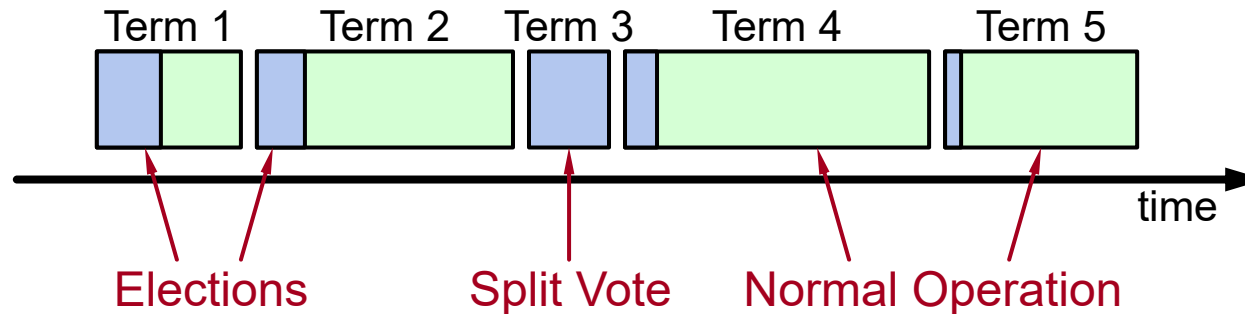 Term 1 Term 2 Term 3 Term 4 Term 5
time
Elections Split Vote Normal Operation